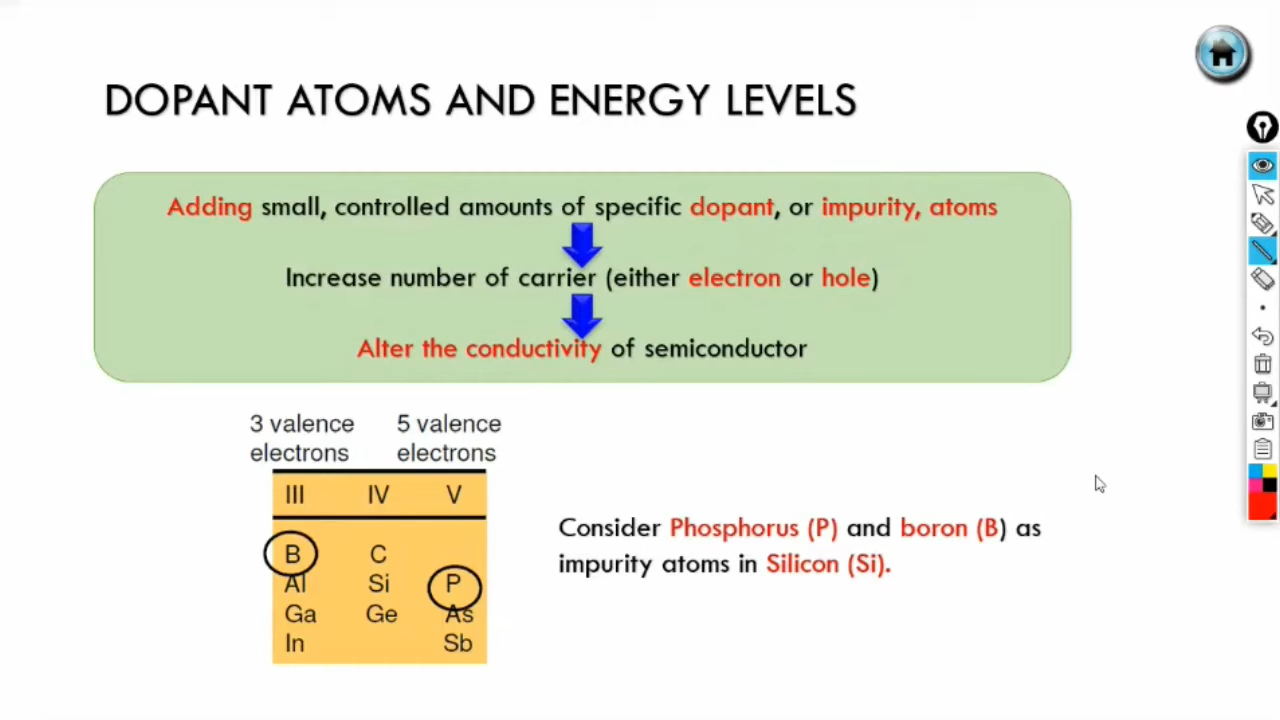 DOPANT ATOMS AND ENERGY LEVELS
Adding small, controlled amounts of specific dopant, or impurity, atoms
Increase number of carrier (either electron or hole)
Alter the conductivity of semiconductor
3 valence electrons
5 valence electrons
III IV V
B C
Al Si P
Ga Ge As
In Sb
Consider Phosphorus (P) and boron (B) as
impurity atoms in Silicon (Si).